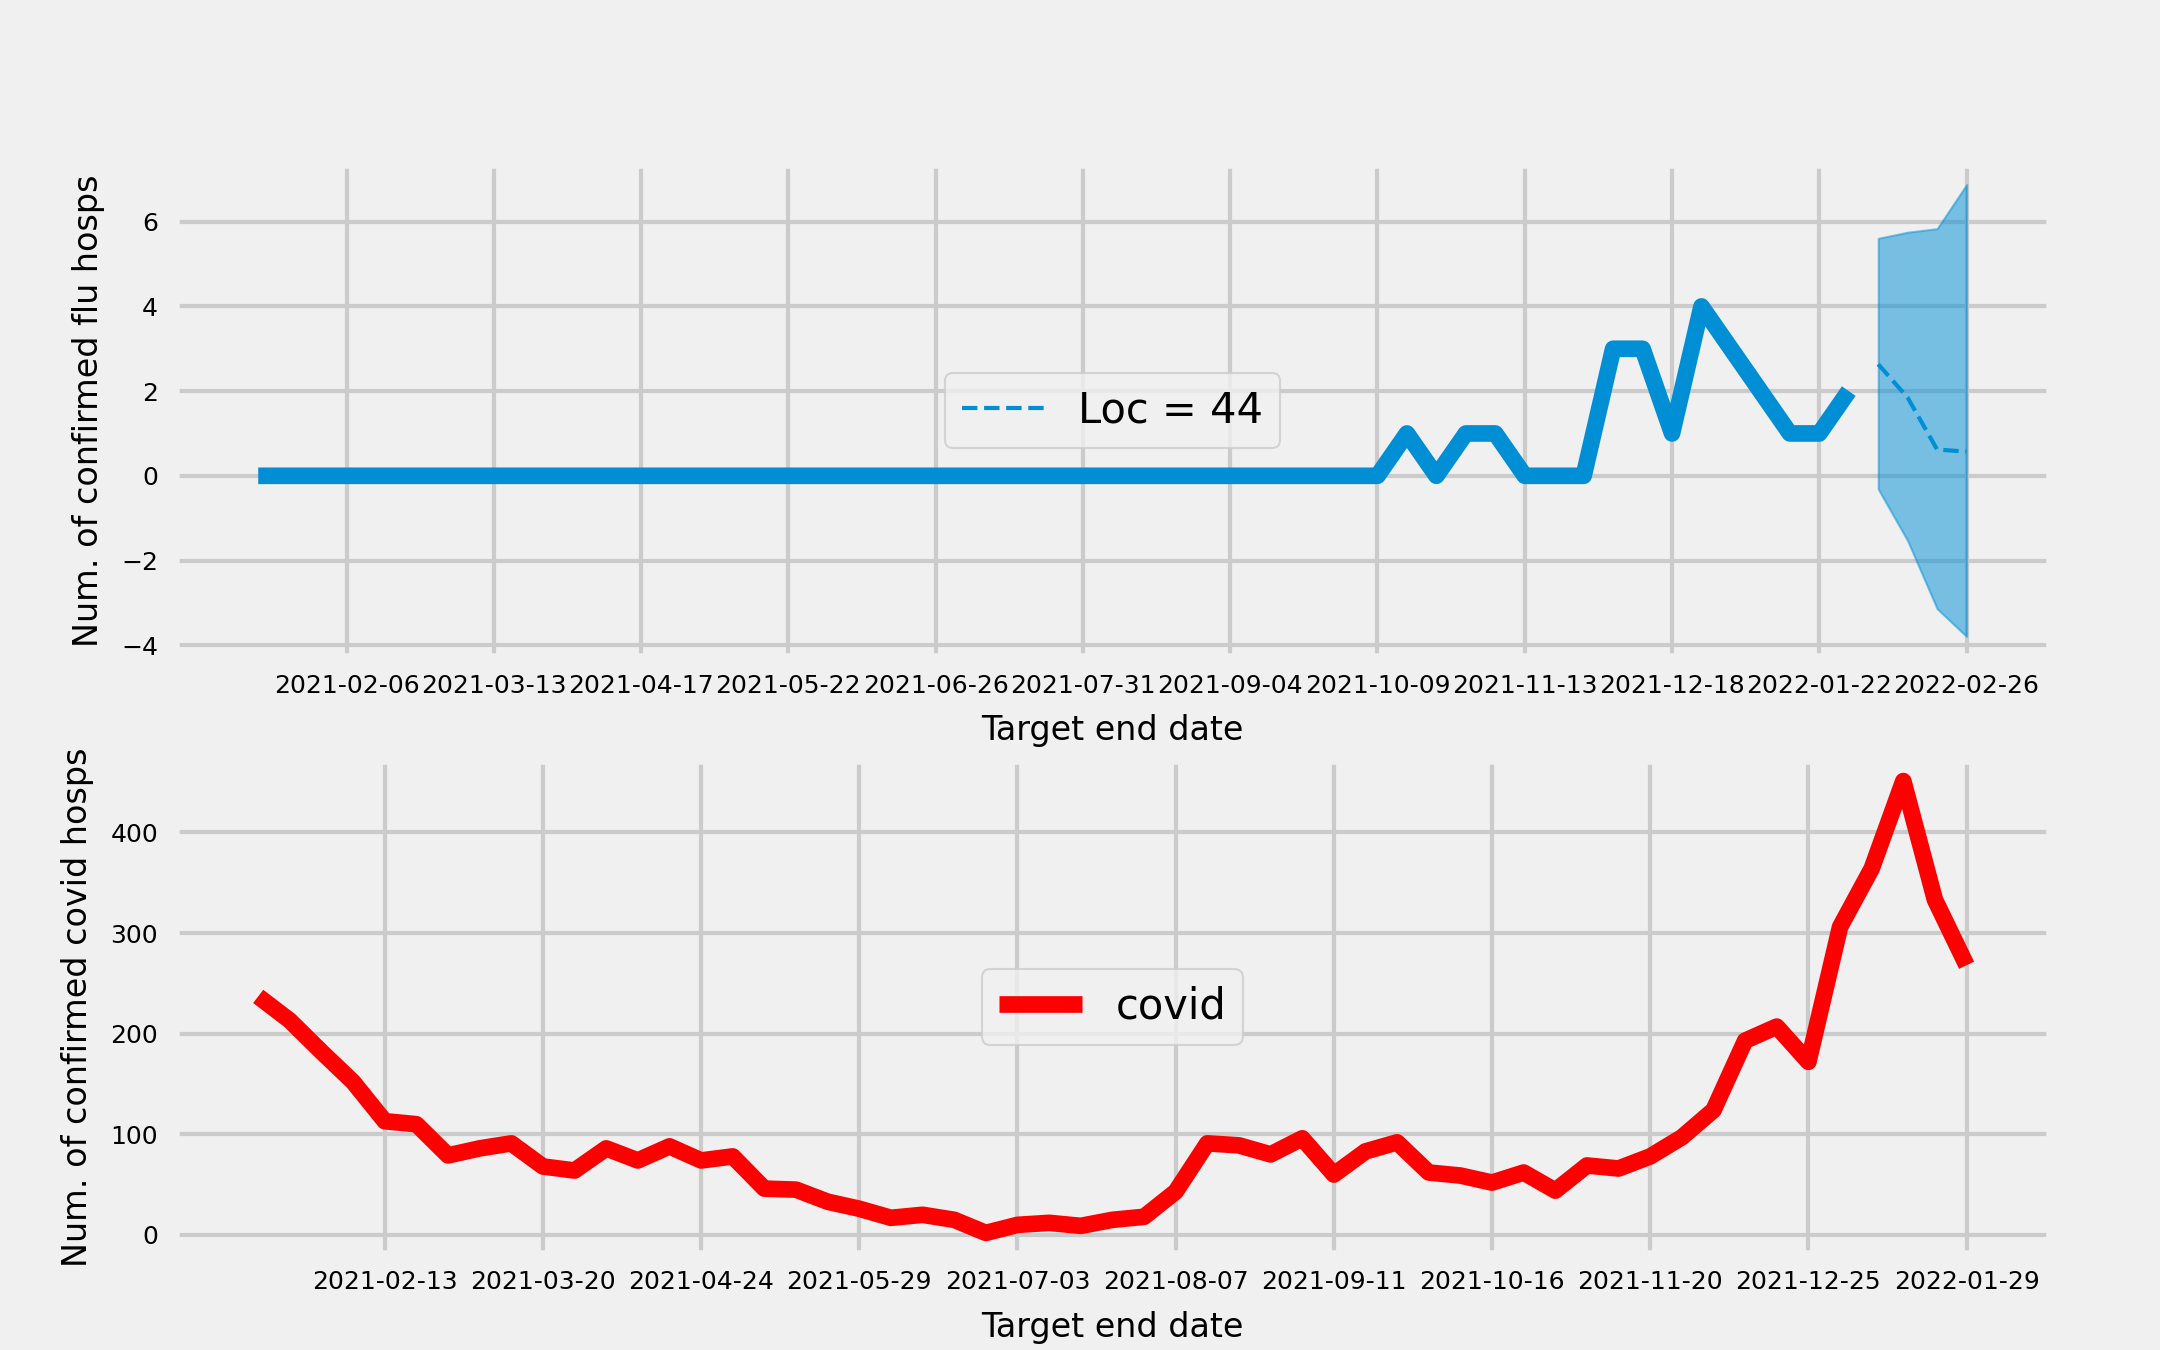 Num. of confirmed flu hosps
6
4
2
0
−2
−4
Loc = 44
2021-02-06 2021-03-13 2021-04-17 2021-05-22 2021-06-26 2021-07-31 2021-09-04 2021-10-09 2021-11-13 2021-12-18 2022-01-22 2022-02-26
Target end date
Num. of confirmed covid hosps
400
300
200
100
0
covid
2021-02-13 2021-03-20 2021-04-24 2021-05-29 2021-07-03 2021-08-07 2021-09-11 2021-10-16 2021-11-20 2021-12-25 2022-01-29
Target end date